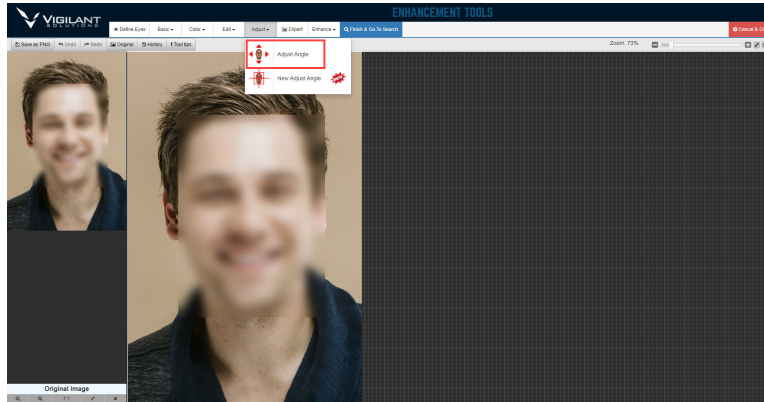 VIGILANT
SOLUTIONS
ENHANCEMENT TOOLS
Define Eyes Basic Color Edit Adjust Clipart Enhance Finish & Go To Search Cancel & Cl
Save as PNG Undo Redo Original History Tool tips Zoom: 73%
Adjust Angle
New Adjust Angle
Original Image
1:1